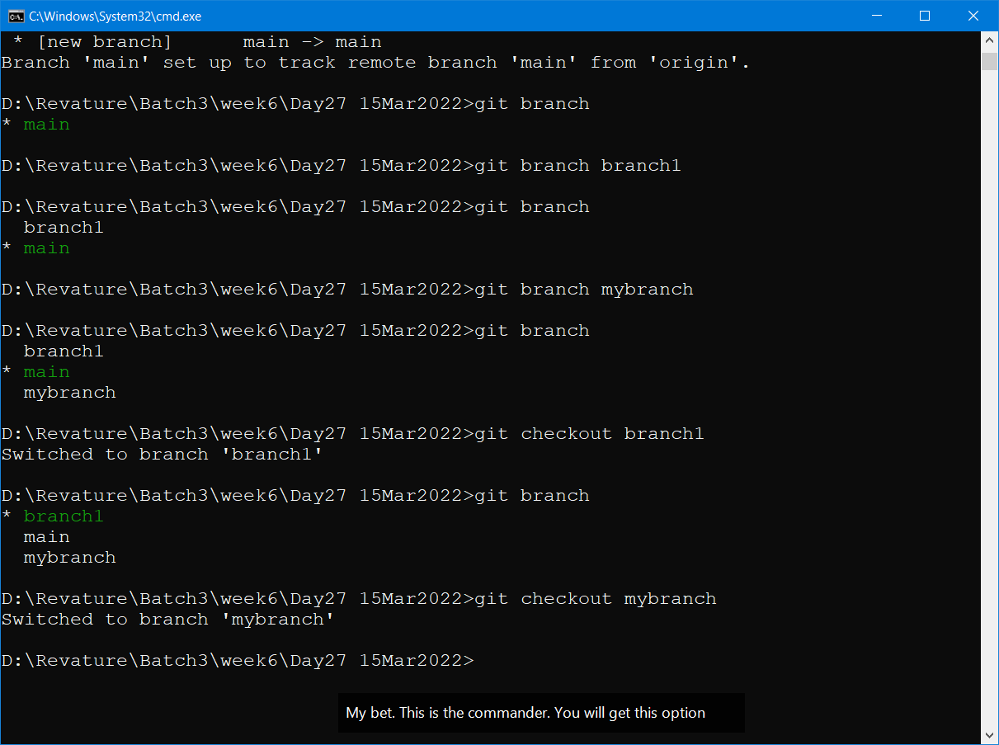 C:\Windows\System32\cmd.exe
 * [new branch]      main -> main
Branch 'main' set up to track remote branch 'main' from 'origin'.
D:\Revature\Batch3\week6\Day27 15Mar2022>git branch
* main
D:\Revature\Batch3\week6\Day27 15Mar2022>git branch branch1
D:\Revature\Batch3\week6\Day27 15Mar2022>git branch
  branch1
* main
D:\Revature\Batch3\week6\Day27 15Mar2022>git branch mybranch
D:\Revature\Batch3\week6\Day27 15Mar2022>git branch
  branch1
* main
  mybranch
D:\Revature\Batch3\week6\Day27 15Mar2022>git checkout branch1
Switched to branch 'branch1'
D:\Revature\Batch3\week6\Day27 15Mar2022>git branch
* branch1
  main
  mybranch
D:\Revature\Batch3\week6\Day27 15Mar2022>git checkout mybranch
Switched to branch 'mybranch'
D:\Revature\Batch3\week6\Day27 15Mar2022>
My bet. This is the commander. You will get this option